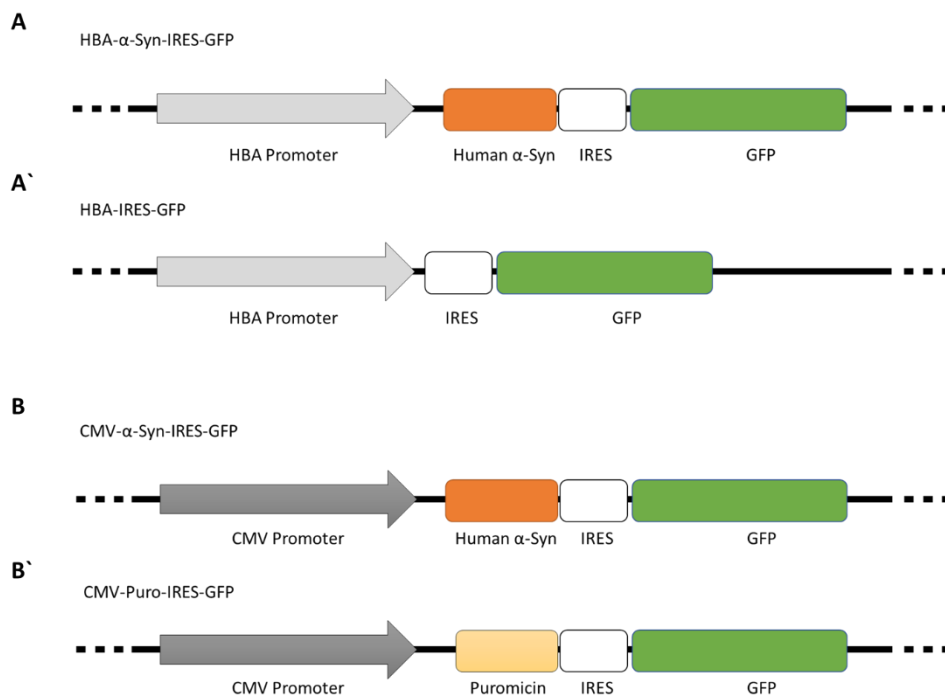 A
HBA-α-Syn-IRES-GFP
HBA Promoter Human α-Syn IRES GFP
A`
HBA-IRES-GFP
HBA Promoter IRES GFP
B
CMV-α-Syn-IRES-GFP
CMV Promoter Human α-Syn IRES GFP
B`
CMV-Puro-IRES-GFP
CMV Promoter Puromicin IRES GFP